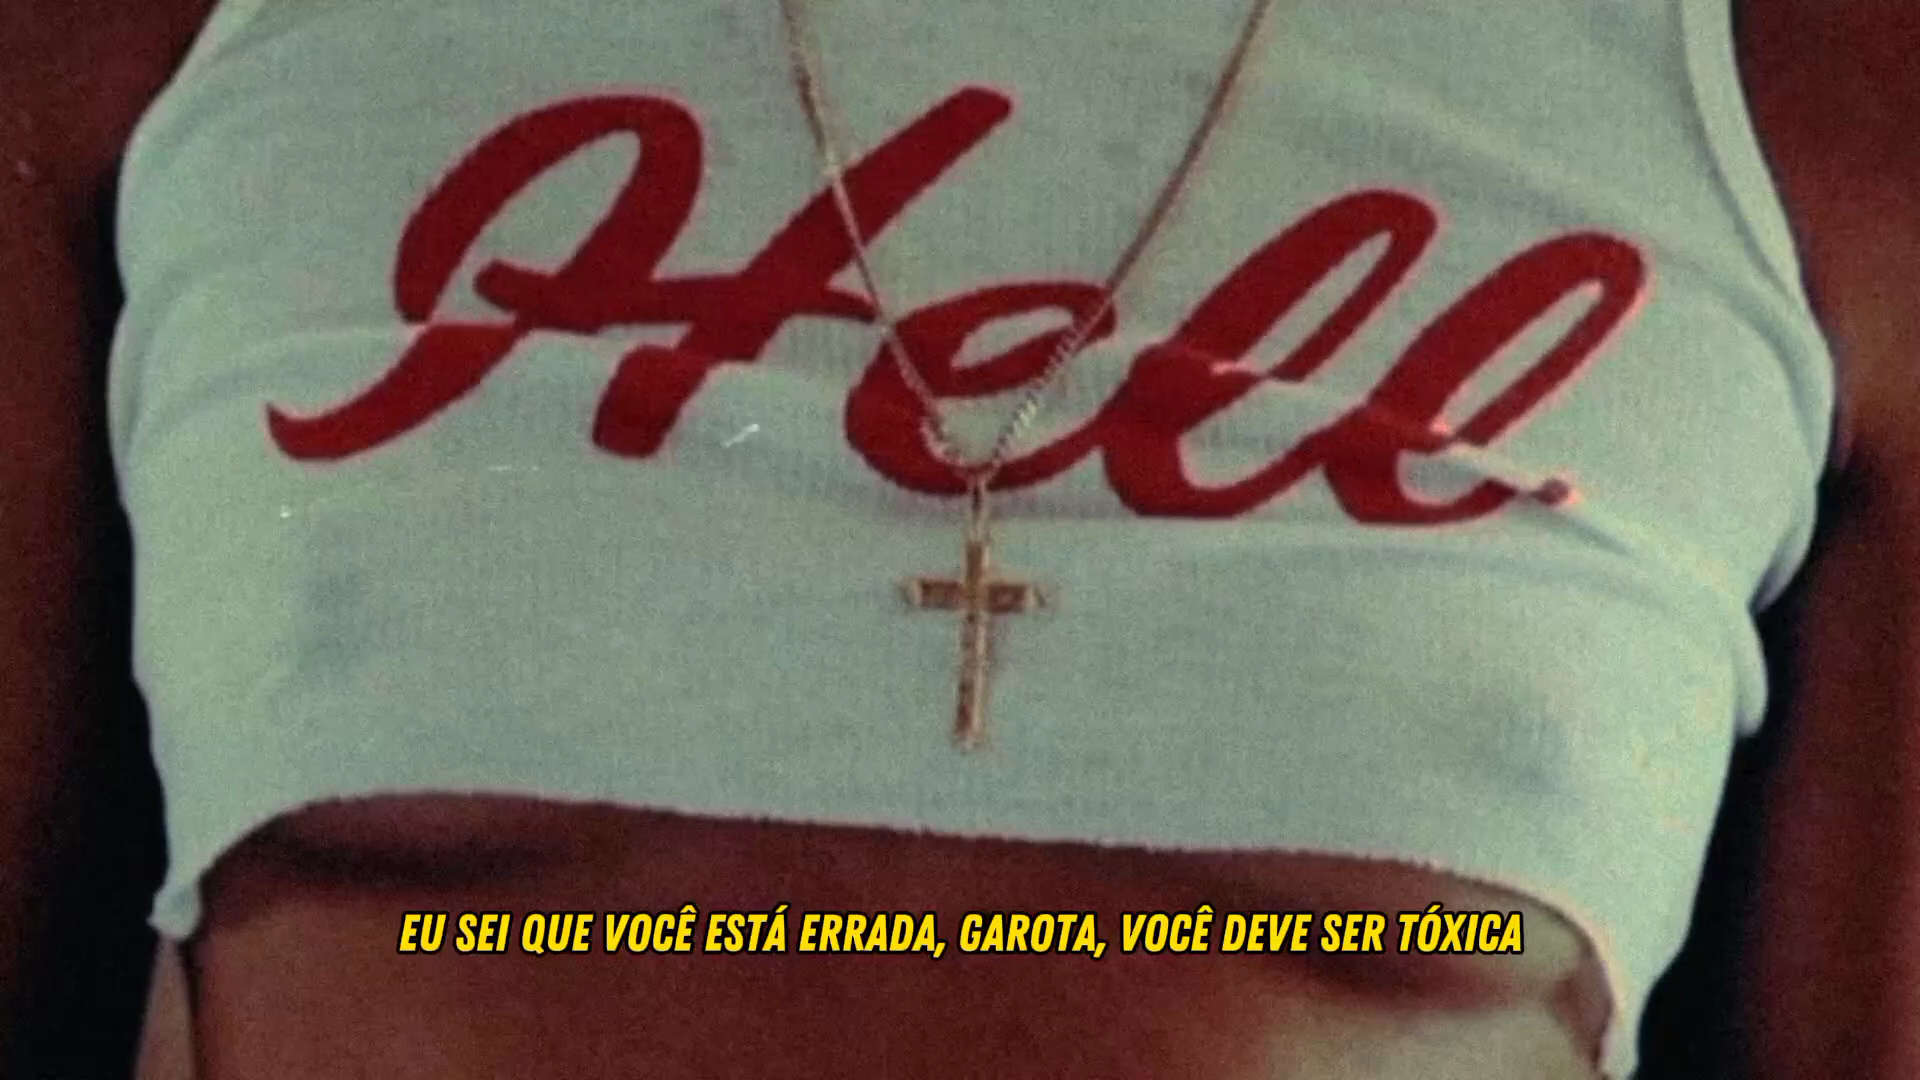 Hell
EU SEI QUE VOCÊ ESTÁ ERRADA, GAROTA, VOCÊ DEVE SER TÓXICA